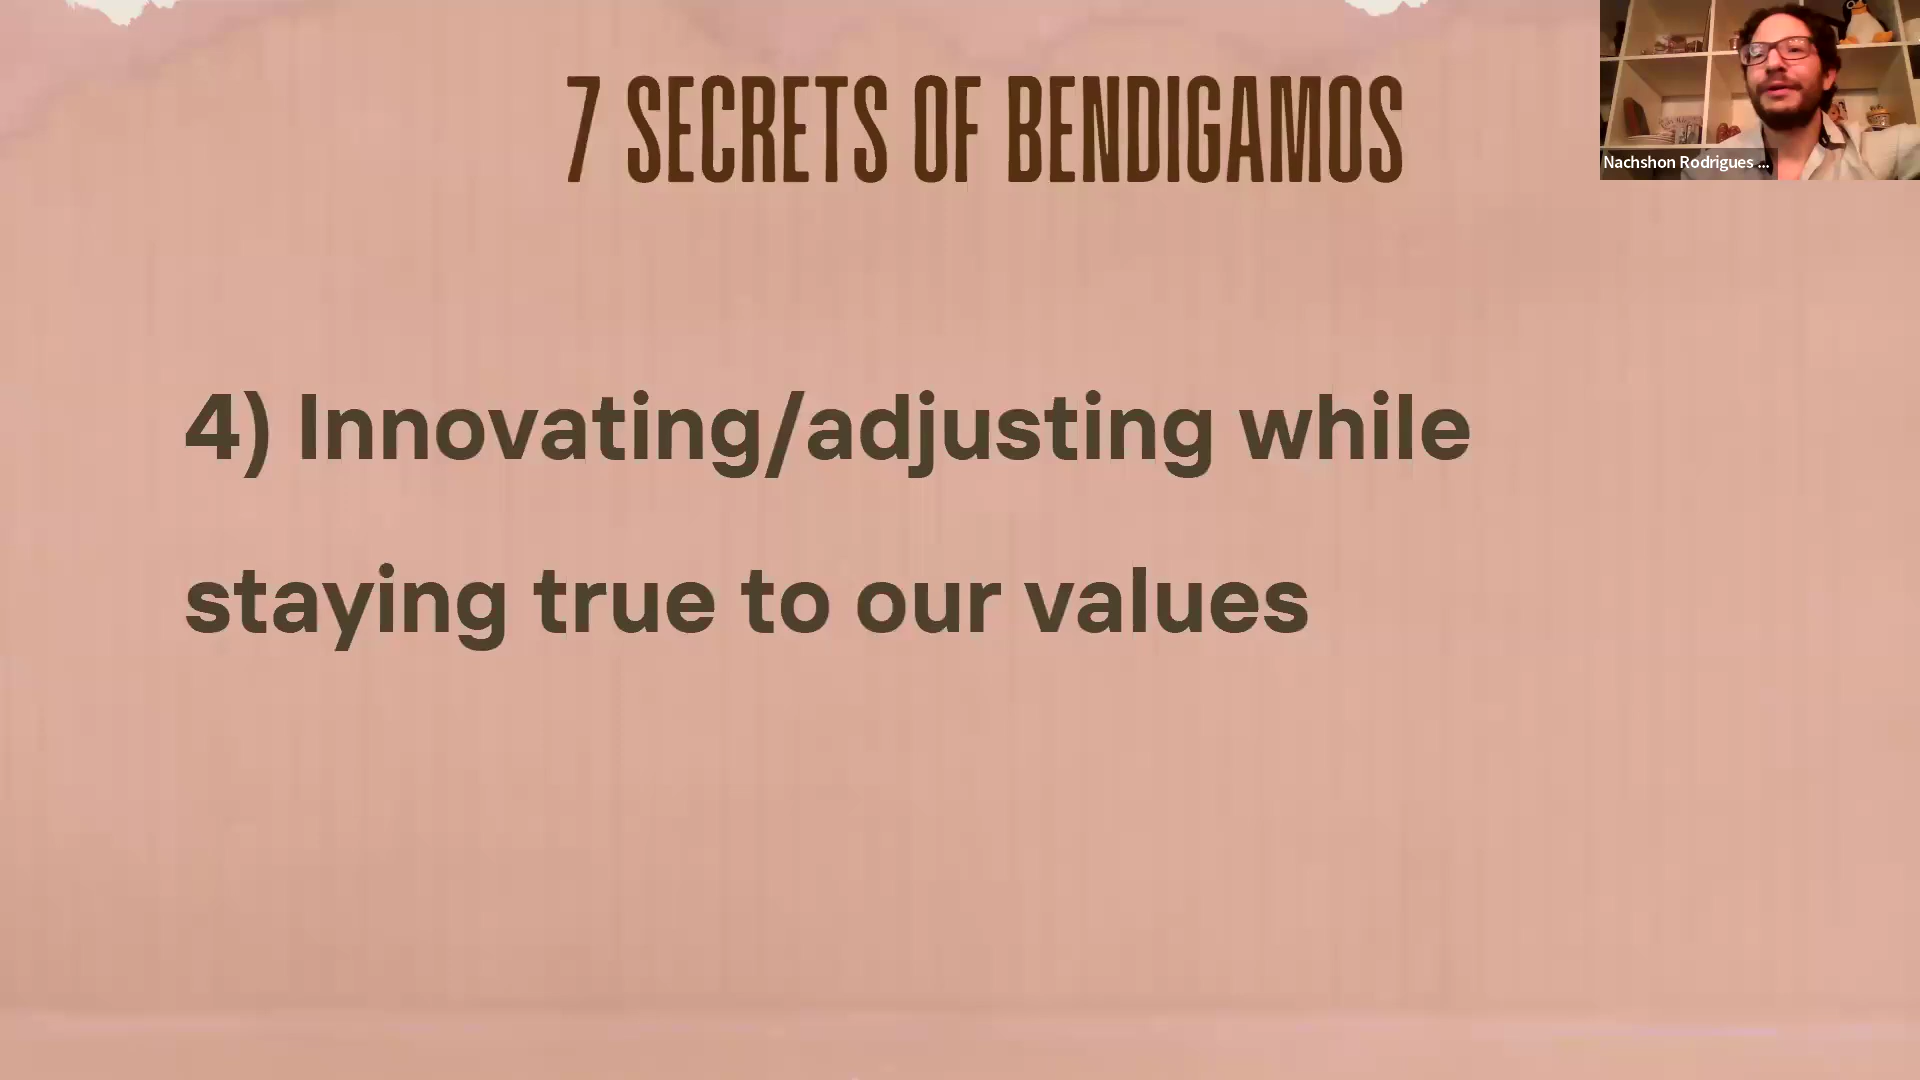 7 SECRETS OF BENDIGAMOS
Nachshon Rodrigues ...
4) Innovating/adjusting while
staying true to our values